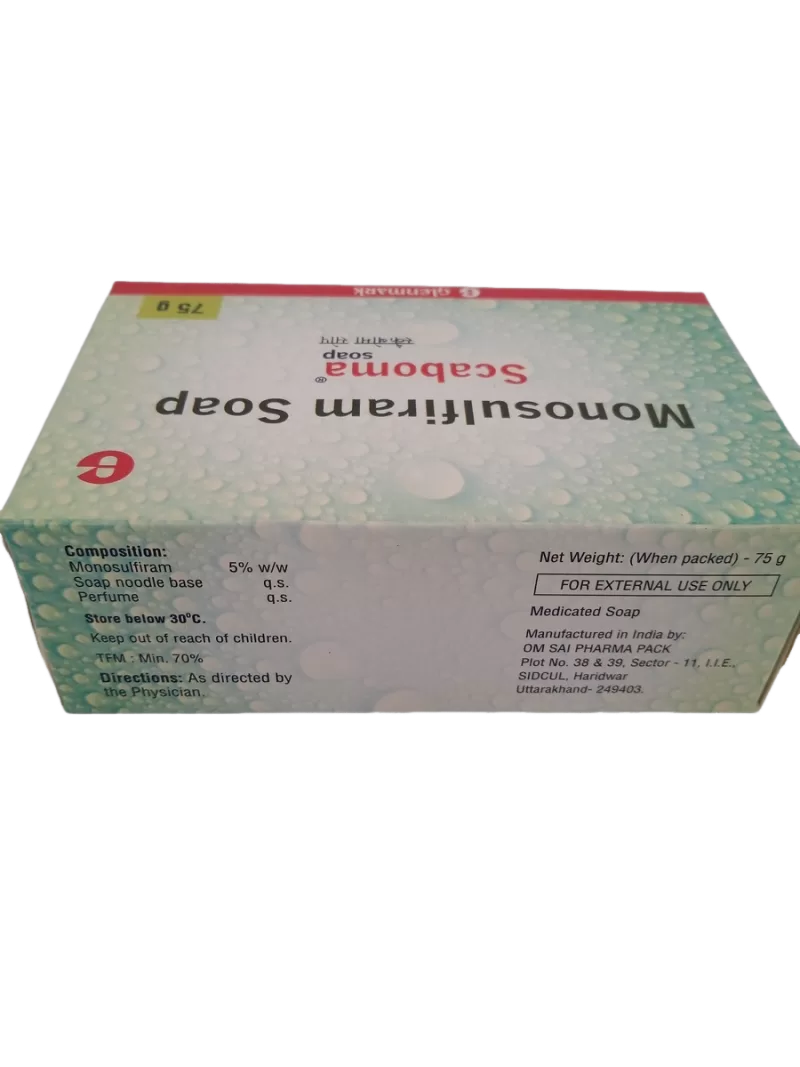 Glenmark
75 g
स्केबोमा सोप
soap
Scaboma®
Monosulfiram Soap
Composition:
Monosulfiram 5% w/w
Soap noodle base q.s.
Perfume q.s.
Store below 30°C.
Keep out of reach of children.
TFM : Min. 70%
Directions: As directed by
the Physician.
Net Weight: (When packed) - 75 g
FOR EXTERNAL USE ONLY
Medicated Soap
Manufactured in India by:
OM SAI PHARMA PACK
Plot No. 38 & 39, Sector - 11, I.I.E.,
SIDCUL, Haridwar
Uttarakhand- 249403.